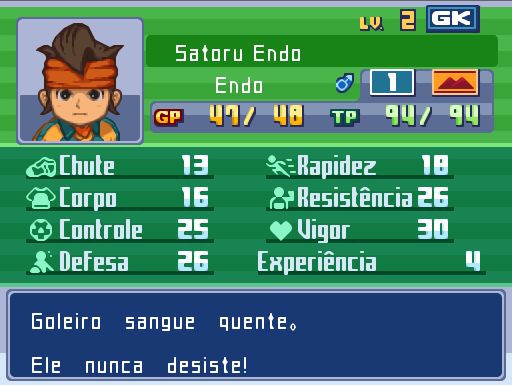 Lv. 2 GK
Satoru Endo
Endo 1
GP 47/ 48 TP 94/ 94
Chute 13 Rapidez 18
Corpo 16 Resistência 26
Controle 25 Vigor 30
Defesa 26 Experiência 4
Goleiro sangue quente。
Ele nunca desiste!